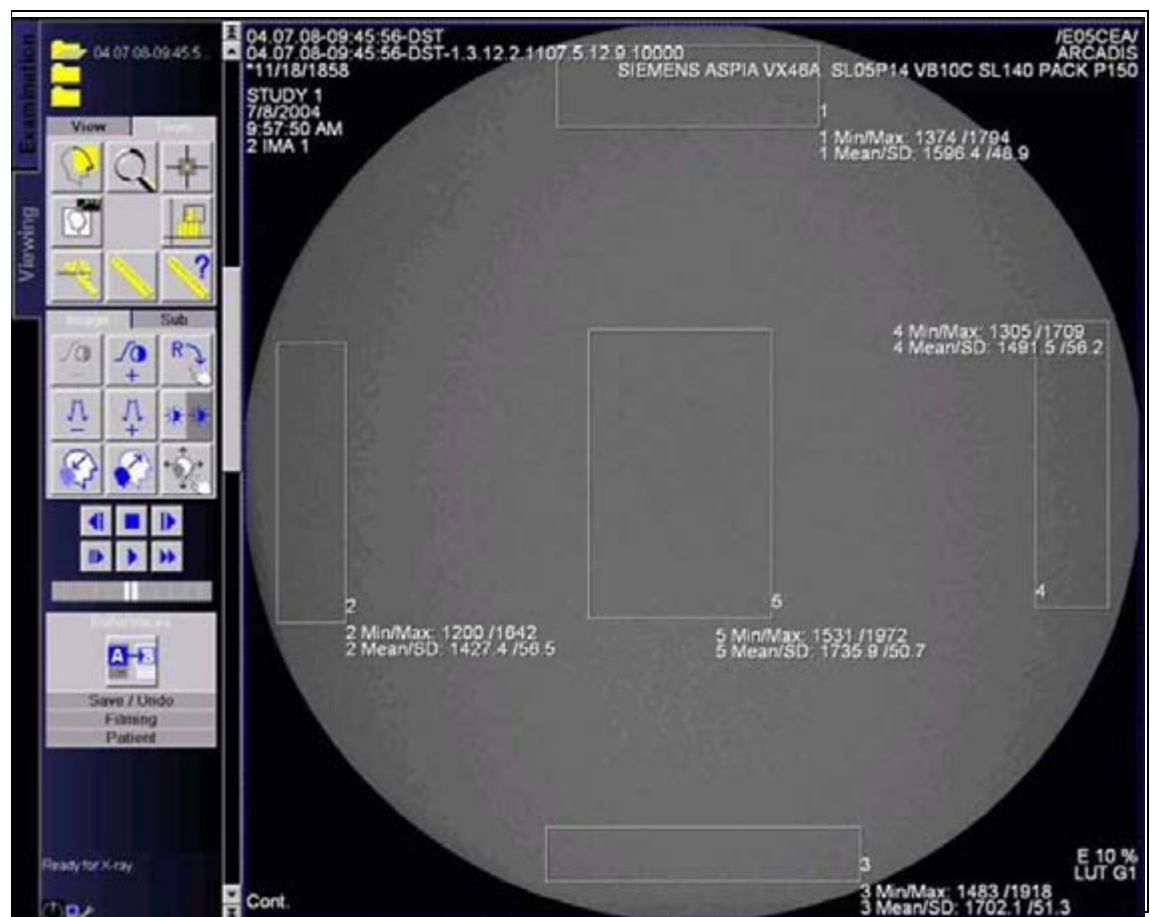 Examination
Viewing
04.07.08-09:45.5...
View
Tools
Image
Sub
References
Save / Undo
Filming
Patient
Ready for X-ray
04.07.08-09:45:56-DST
04.07.08-09:45:56-DST-1.3.12.2.1107.5.12.9.10000
*11/18/1858
STUDY 1
7/8/2004
9:57:50 AM
2 IMA 1
/E05CEA/
ARCADIS
SIEMENS ASPIA VX46A SL05P14 VB10C SL140 PACK P150
1
1 Min/Max: 1374 /1794
1 Mean/SD: 1596.4 /48.9
4 Min/Max: 1305 /1709
4 Mean/SD: 1491.5 /56.2
4
2
2 Min/Max: 1200 /1642
2 Mean/SD: 1427.4 /56.5
5
5 Min/Max: 1531 /1972
5 Mean/SD: 1735.9 /50.7
3
3 Min/Max: 1483 /1918
3 Mean/SD: 1702.1 /51.3
E 10 %
LUT G1
Cont.
R
A B